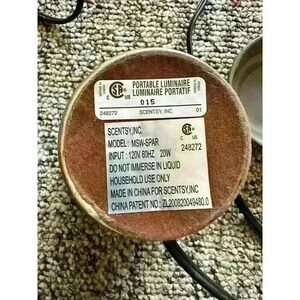 PORTABLE LUMINAIRE
LUMINAIRE PORTATIF
C US
015
248272 SCENTSY, INC. 01
SCENTSY,INC.
MODEL: MSW-SPAR
INPUT : 120V 60HZ 20W
DO NOT IMMERSE IN LIQUID
HOUSEHOLD USE ONLY
MADE IN CHINA FOR SCENTSY,INC
CHINA PATENT NO.: ZL200820049480.0
C US
248272